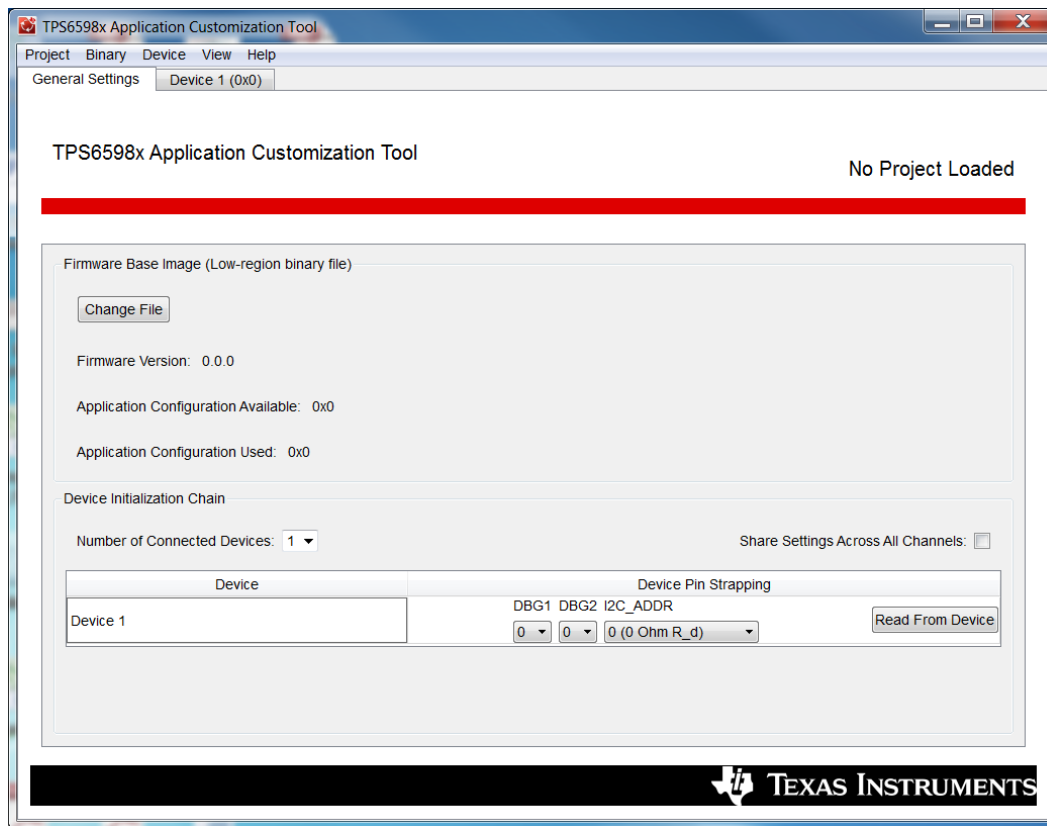 TPS6598x Application Customization Tool
Project Binary Device View Help
General Settings Device 1 (0x0)
TPS6598x Application Customization Tool
No Project Loaded
Firmware Base Image (Low-region binary file)
Change File
Firmware Version: 0.0.0
Application Configuration Available: 0x0
Application Configuration Used: 0x0
Device Initialization Chain
Number of Connected Devices: 1 Share Settings Across All Channels:
Device Device Pin Strapping
DBG1 DBG2 I2C_ADDR
Device 1 0 0 0 (0 Ohm R_d) Read From Device
TEXAS INSTRUMENTS